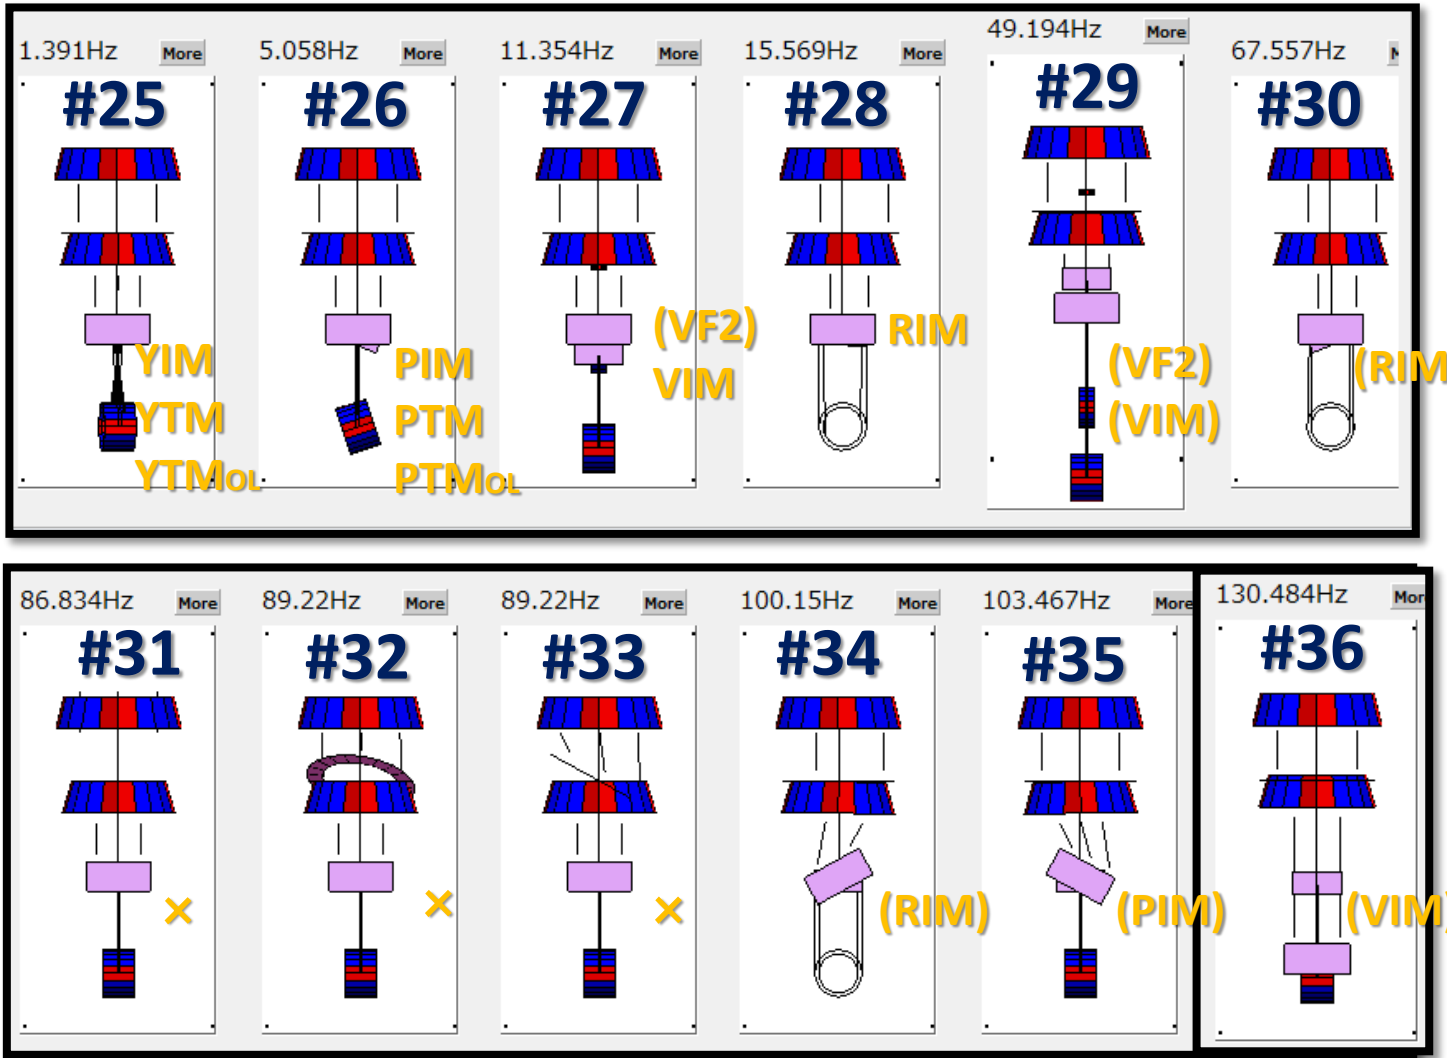 1.391Hz More
5.058Hz More
11.354Hz More
15.569Hz More
49.194Hz More
67.557Hz
#25
#26
#27
#28
#29
#30
YIM
YTM
YTMOL
PIM
PTM
PTMOL
(VF2)
VIM
RIM
(VF2)
(VIM)
(RIM
86.834Hz More
89.22Hz More
89.22Hz More
100.15Hz More
103.467Hz More
130.484Hz Mor
#31
#32
#33
#34
#35
#36
×
×
×
(RIM)
(PIM)
(VIM)